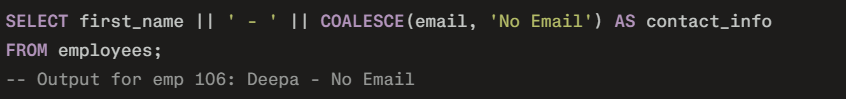 SELECT first_name || ' - ' || COALESCE(email, 'No Email') AS contact_info
FROM employees;
-- Output for emp 106: Deepa - No Email